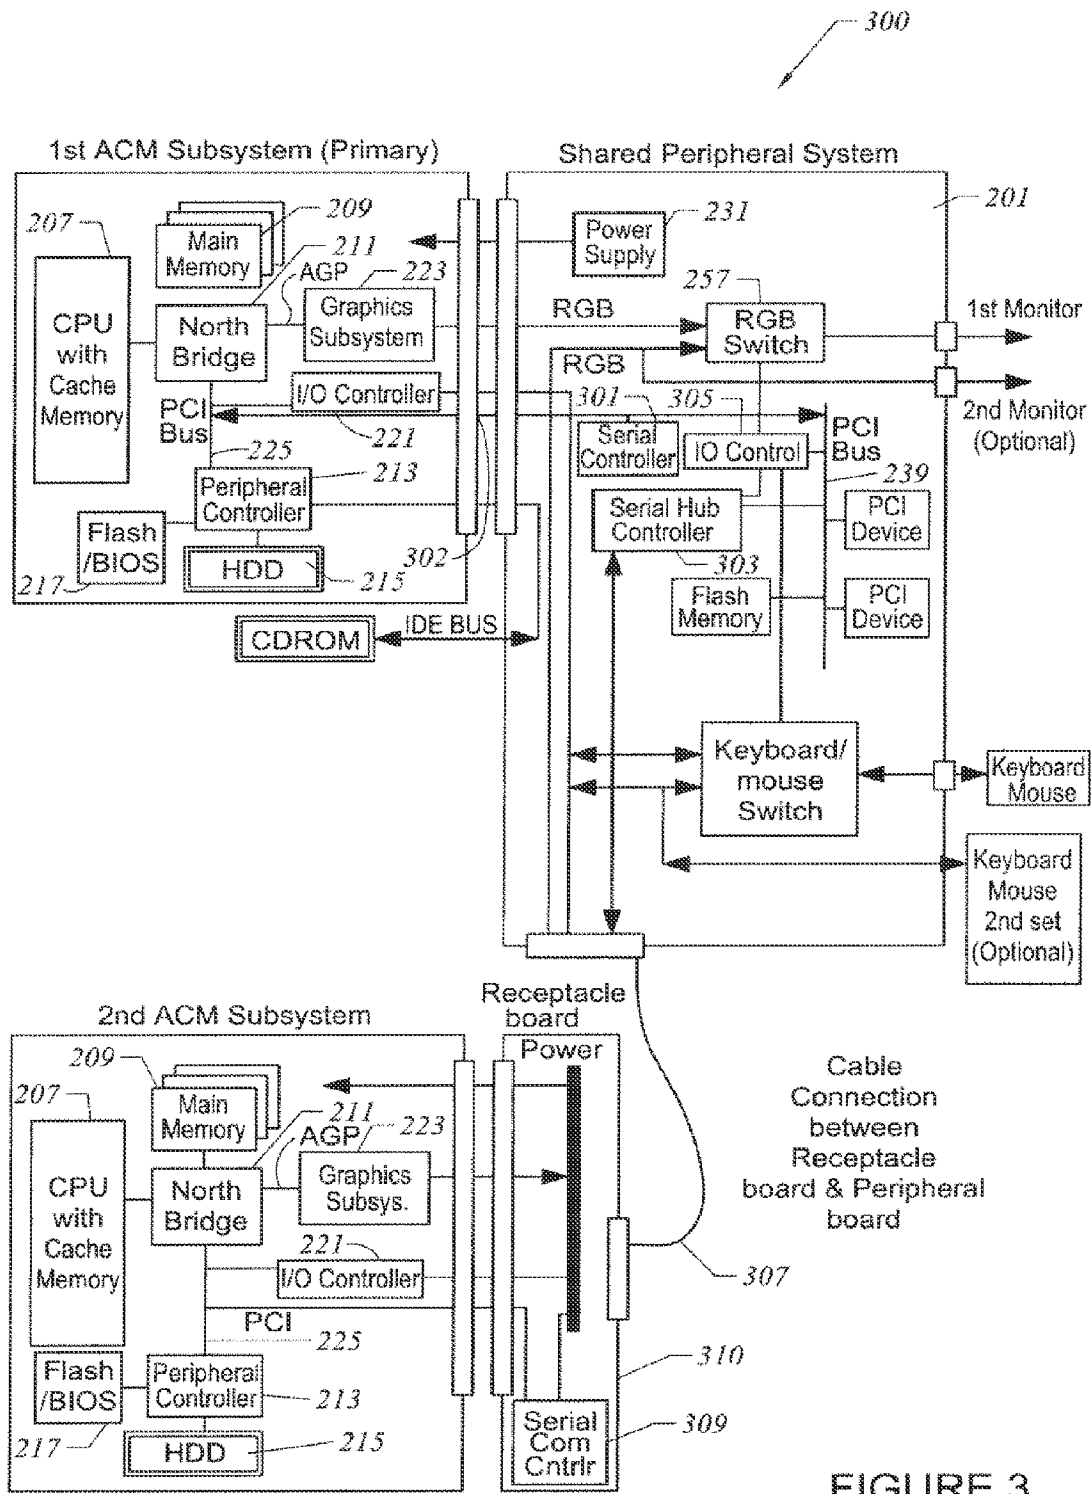 300
1st ACM Subsystem (Primary)
Shared Peripheral System
201
207
209
211
223
231
Main
Memory
Power
Supply
AGP
257
CPU
with
Cache
Memory
North
Bridge
Graphics
Subsystem
RGB
RGB
Switch
1st Monitor
RGB
I/O Controller
2nd Monitor
(Optional)
PCI
Bus
221
301
305
Serial
Controller
IO Control
PCI
Bus
225
213
239
Peripheral
Controller
Serial Hub
Controller
PCI
Device
Flash
/BIOS
217
HDD
215
302
303
Flash
Memory
PCI
Device
CDROM
IDE BUS
Keyboard/
mouse
Switch
Keyboard
Mouse
Keyboard
Mouse
2nd set
(Optional)
2nd ACM Subsystem
Receptacle
board
Power
209
207
211
223
Main
Memory
AGP
CPU
with
Cache
Memory
North
Bridge
Graphics
Subsys.
Cable
Connection
between
Receptacle
board & Peripheral
board
221
I/O Controller
307
PCI
225
310
Flash
/BIOS
217
Peripheral
Controller
213
HDD
215
Serial
Com
Cntrlr
309
FIGURE 3